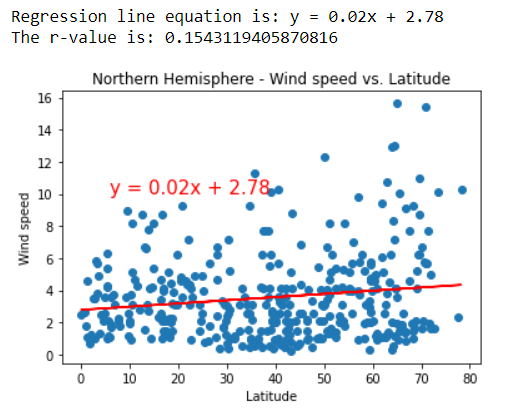 Regression line equation is: y = 0.02x + 2.78
The r-value is: 0.1543119405870816
Northern Hemisphere - Wind speed vs. Latitude
16
14
12
10
8
6
4
2
0
Wind speed
y = 0.02x + 2.78
0 10 20 30 40 50 60 70 80
Latitude